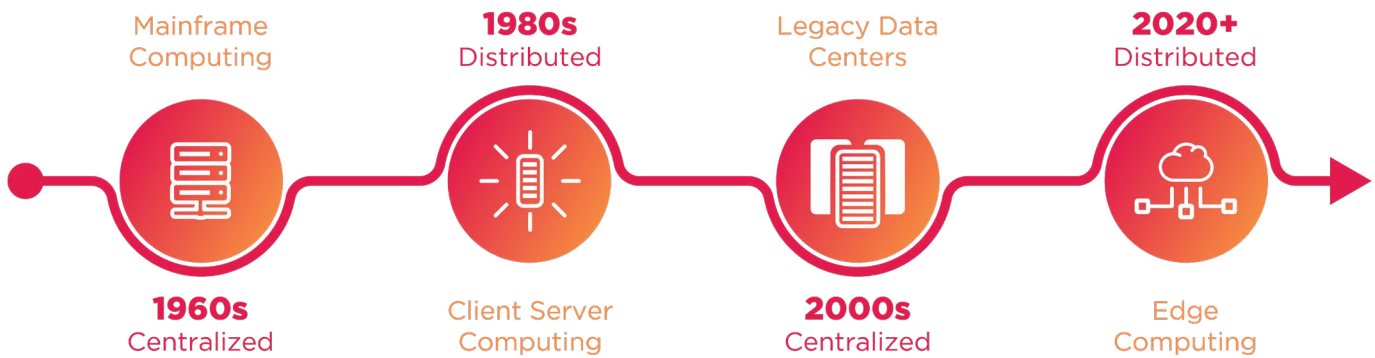 Mainframe
Computing
1960s
Centralized
1980s
Distributed
Client Server
Computing
Legacy Data
Centers
2000s
Centralized
2020+
Distributed
Edge
Computing